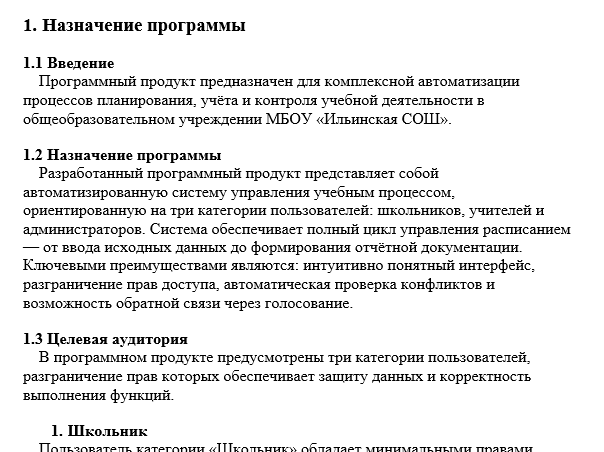 1. Назначение программы
1.1 Введение
Программный продукт предназначен для комплексной автоматизации
процессов планирования, учёта и контроля учебной деятельности в
общеобразовательном учреждении МБОУ «Ильинская СОШ».
1.2 Назначение программы
Разработанный программный продукт представляет собой
автоматизированную систему управления учебным процессом,
ориентированную на три категории пользователей: школьников, учителей и
администраторов. Система обеспечивает полный цикл управления расписанием
— от ввода исходных данных до формирования отчётной документации.
Ключевыми преимуществами являются: интуитивно понятный интерфейс,
разграничение прав доступа, автоматическая проверка конфликтов и
возможность обратной связи через голосование.
1.3 Целевая аудитория
В программном продукте предусмотрены три категории пользователей,
разграничение прав которых обеспечивает защиту данных и корректность
выполнения функций.
1. Школьник
Пользователь категории «Школьник» обладает минимальными правами